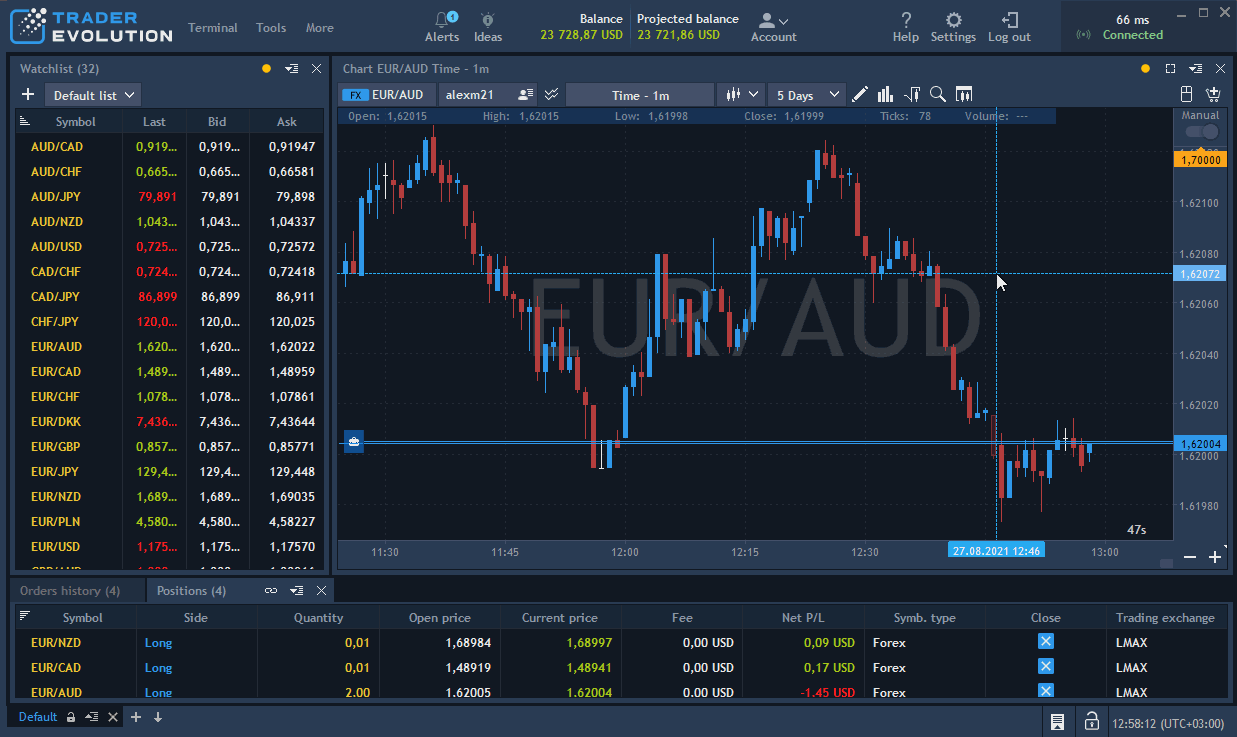 TRADER
EVOLUTION
Terminal Tools More
1
Alerts Ideas
Balance
23 728,87 USD
Projected balance
23 721,86 USD
Account
Help Settings Log out
66 ms
Connected
Watchlist (32)
Default list
Symbol Last Bid Ask
AUD/CAD 0,919... 0,919... 0,91947
AUD/CHF 0,665... 0,665... 0,66581
AUD/JPY 79,891 79,891 79,898
AUD/NZD 1,043... 1,043... 1,04337
AUD/USD 0,725... 0,725... 0,72572
CAD/CHF 0,724... 0,724... 0,72418
CAD/JPY 86,899 86,899 86,911
CHF/JPY 120,0... 120,0... 120,025
EUR/AUD 1,620... 1,620... 1,62022
EUR/CAD 1,489... 1,489... 1,48959
EUR/CHF 1,078... 1,078... 1,07861
EUR/DKK 7,436... 7,436... 7,43644
EUR/GBP 0,857... 0,857... 0,85771
EUR/JPY 129,4... 129,4... 129,448
EUR/NZD 1,689... 1,689... 1,69035
EUR/PLN 4,580... 4,580... 4,58227
EUR/USD 1,175... 1,175... 1,17570
Chart EUR/AUD Time - 1m
FX EUR/AUD alexm21 Time - 1m 5 Days
Open: 1,62015 High: 1,62015 Low: 1,61998 Close: 1,61999 Ticks: 78 Volume: ---
Manual
1,70000
1,62100
1,62080
1,62072
1,62060
1,62040
1,62020
1,62004
1,62000
1,61980
EUR/AUD
47s
11:30 11:45 12:00 12:15 12:30 27.08.2021 12:46 13:00
Orders history (4) Positions (4)
Symbol Side Quantity Open price Current price Fee Net P/L Symb. type Close Trading exchange
EUR/NZD Long 0,01 1,68984 1,68997 0,00 USD 0,09 USD Forex LMAX
EUR/CAD Long 0,01 1,48919 1,48941 0,00 USD 0,17 USD Forex LMAX
EUR/AUD Long 2.00 1.62005 1.62004 0.00 USD -1.45 USD Forex LMAX
Default
12:58:12 (UTC+03:00)